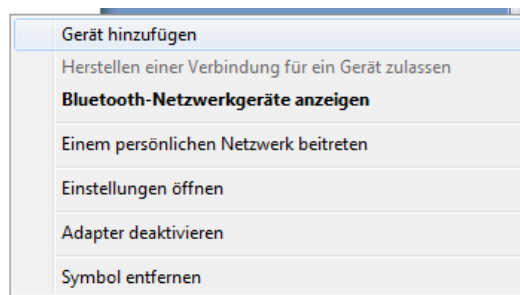 Gerät hinzufügen
Herstellen einer Verbindung für ein Gerät zulassen
Bluetooth-Netzwerkgeräte anzeigen
Einem persönlichen Netzwerk beitreten
Einstellungen öffnen
Adapter deaktivieren
Symbol entfernen